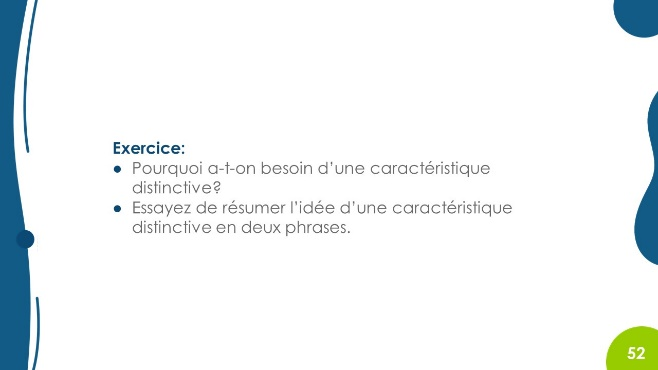 Exercice:
● Pourquoi a-t-on besoin d'une caractéristique
distinctive?
● Essayez de résumer l'idée d'une caractéristique
distinctive en deux phrases.
52